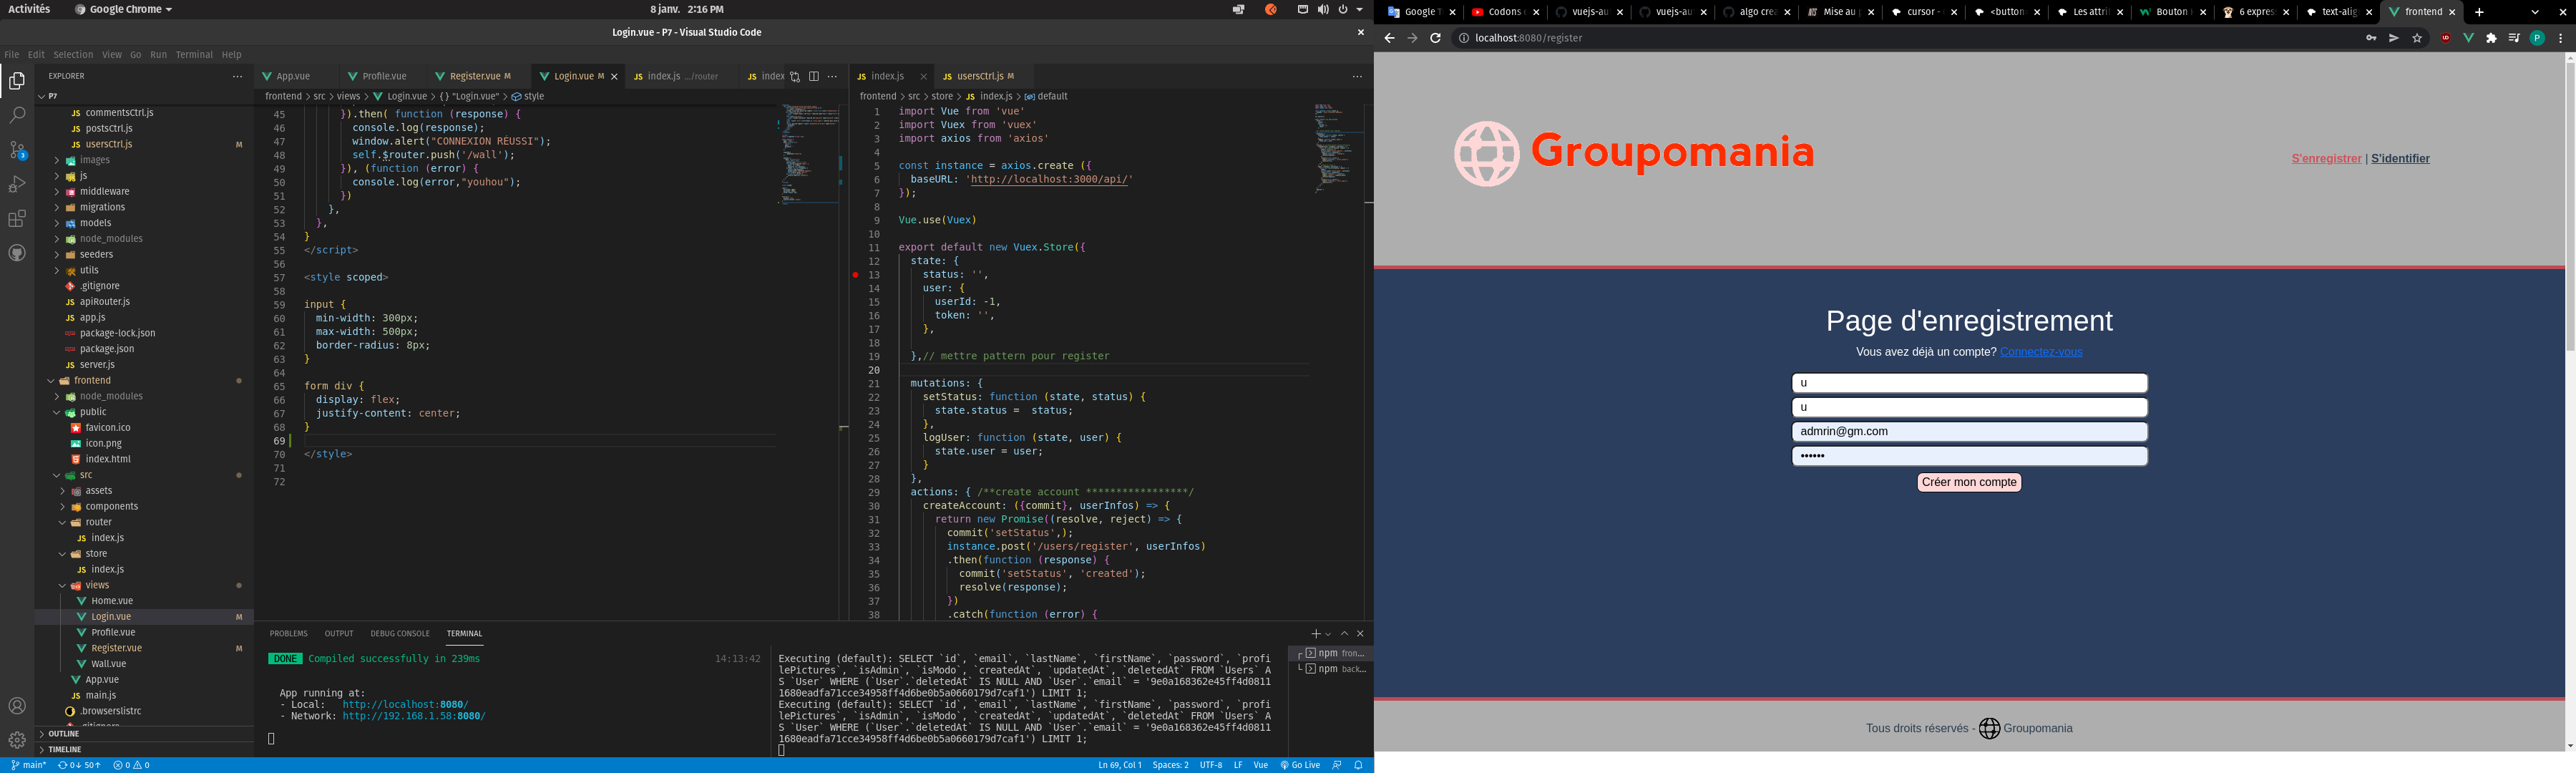 Activités
Google Chrome
8 janv. 2:16 PM
Login.vue - P7 - Visual Studio Code
File Edit Selection View Go Run Terminal Help
EXPLORER
P7
commentsCtrl.js
postsCtrl.js
usersCtrl.js M
images
js
middleware
migrations
models
node_modules
seeders
utils
.gitignore
apiRouter.js
app.js
package-lock.json
package.json
server.js
frontend
node_modules
public
favicon.ico
icon.png
index.html
src
assets
components
router
index.js
store
index.js
views
Home.vue
Login.vue M
Profile.vue
Register.vue M
Wall.vue
App.vue
main.js
.browserslistrc
OUTLINE
TIMELINE
App.vue Profile.vue Register.vue M Login.vue M index.js .../router index
frontend > src > views > Login.vue > {} "Login.vue" > style
45 }).then( function (response) {
46 console.log(response);
47 window.alert("CONNEXION RÉUSSI");
48 self.$router.push('/wall');
49 }), (function (error) {
50 console.log(error,"youhou");
51 })
52 },
53 },
54 }
55 </script>
56
57 <style scoped>
58
59 input {
60 min-width: 300px;
61 max-width: 500px;
62 border-radius: 8px;
63 }
64
65 form div {
66 display: flex;
67 justify-content: center;
68 }
69
70 </style>
71
72
index.js usersCtrl.js M
frontend > src > store > index.js > default
1 import Vue from 'vue'
2 import Vuex from 'vuex'
3 import axios from 'axios'
4
5 const instance = axios.create ({
6 baseURL: 'http://localhost:3000/api/'
7 });
8
9 Vue.use(Vuex)
10
11 export default new Vuex.Store({
12 state: {
13 status: '',
14 user: {
15 userId: -1,
16 token: '',
17 },
18
19 },// mettre pattern pour register
20
21 mutations: {
22 setStatus: function (state, status) {
23 state.status = status;
24 },
25 logUser: function (state, user) {
26 state.user = user;
27 }
28 },
29 actions: { /**create account *****************/
30 createAccount: ({commit}, userInfos) => {
31 return new Promise((resolve, reject) => {
32 commit('setStatus',);
33 instance.post('/users/register', userInfos)
34 .then(function (response) {
35 commit('setStatus', 'created');
36 resolve(response);
37 })
38 .catch(function (error) {
PROBLEMS OUTPUT DEBUG CONSOLE TERMINAL
DONE Compiled successfully in 239ms 14:13:42
App running at:
- Local: http://localhost:8080/
- Network: http://192.168.1.58:8080/
Executing (default): SELECT `id`, `email`, `lastName`, `firstName`, `password`, `profi
lePictures`, `isAdmin`, `isModo`, `createdAt`, `updatedAt`, `deletedAt` FROM `Users` A
S `User` WHERE (`User`.`deletedAt` IS NULL AND `User`.`email` = '9e0a168362e45ff4d0811
1680eadfa71cce34958ff4d6be0b5a0660179d7caf1') LIMIT 1;
Executing (default): SELECT `id`, `email`, `lastName`, `firstName`, `password`, `profi
lePictures`, `isAdmin`, `isModo`, `createdAt`, `updatedAt`, `deletedAt` FROM `Users` A
S `User` WHERE (`User`.`deletedAt` IS NULL AND `User`.`email` = '9e0a168362e45ff4d0811
1680eadfa71cce34958ff4d6be0b5a0660179d7caf1') LIMIT 1;
npm fron...
npm back...
main* 0↓ 50↑ 0 0
Ln 69, Col 1 Spaces: 2 UTF-8 LF Vue Go Live
Google T Codons vuejs-au vuejs-au algo cre Mise au cursor - <button Les attri Bouton 6 expres text-alig frontend
localhost:8080/register
P
Groupomania
S'enregistrer | S'identifier
Page d'enregistrement
Vous avez déjà un compte? Connectez-vous
u
u
admrin@gm.com
••••••
Créer mon compte
Tous droits réservés - Groupomania